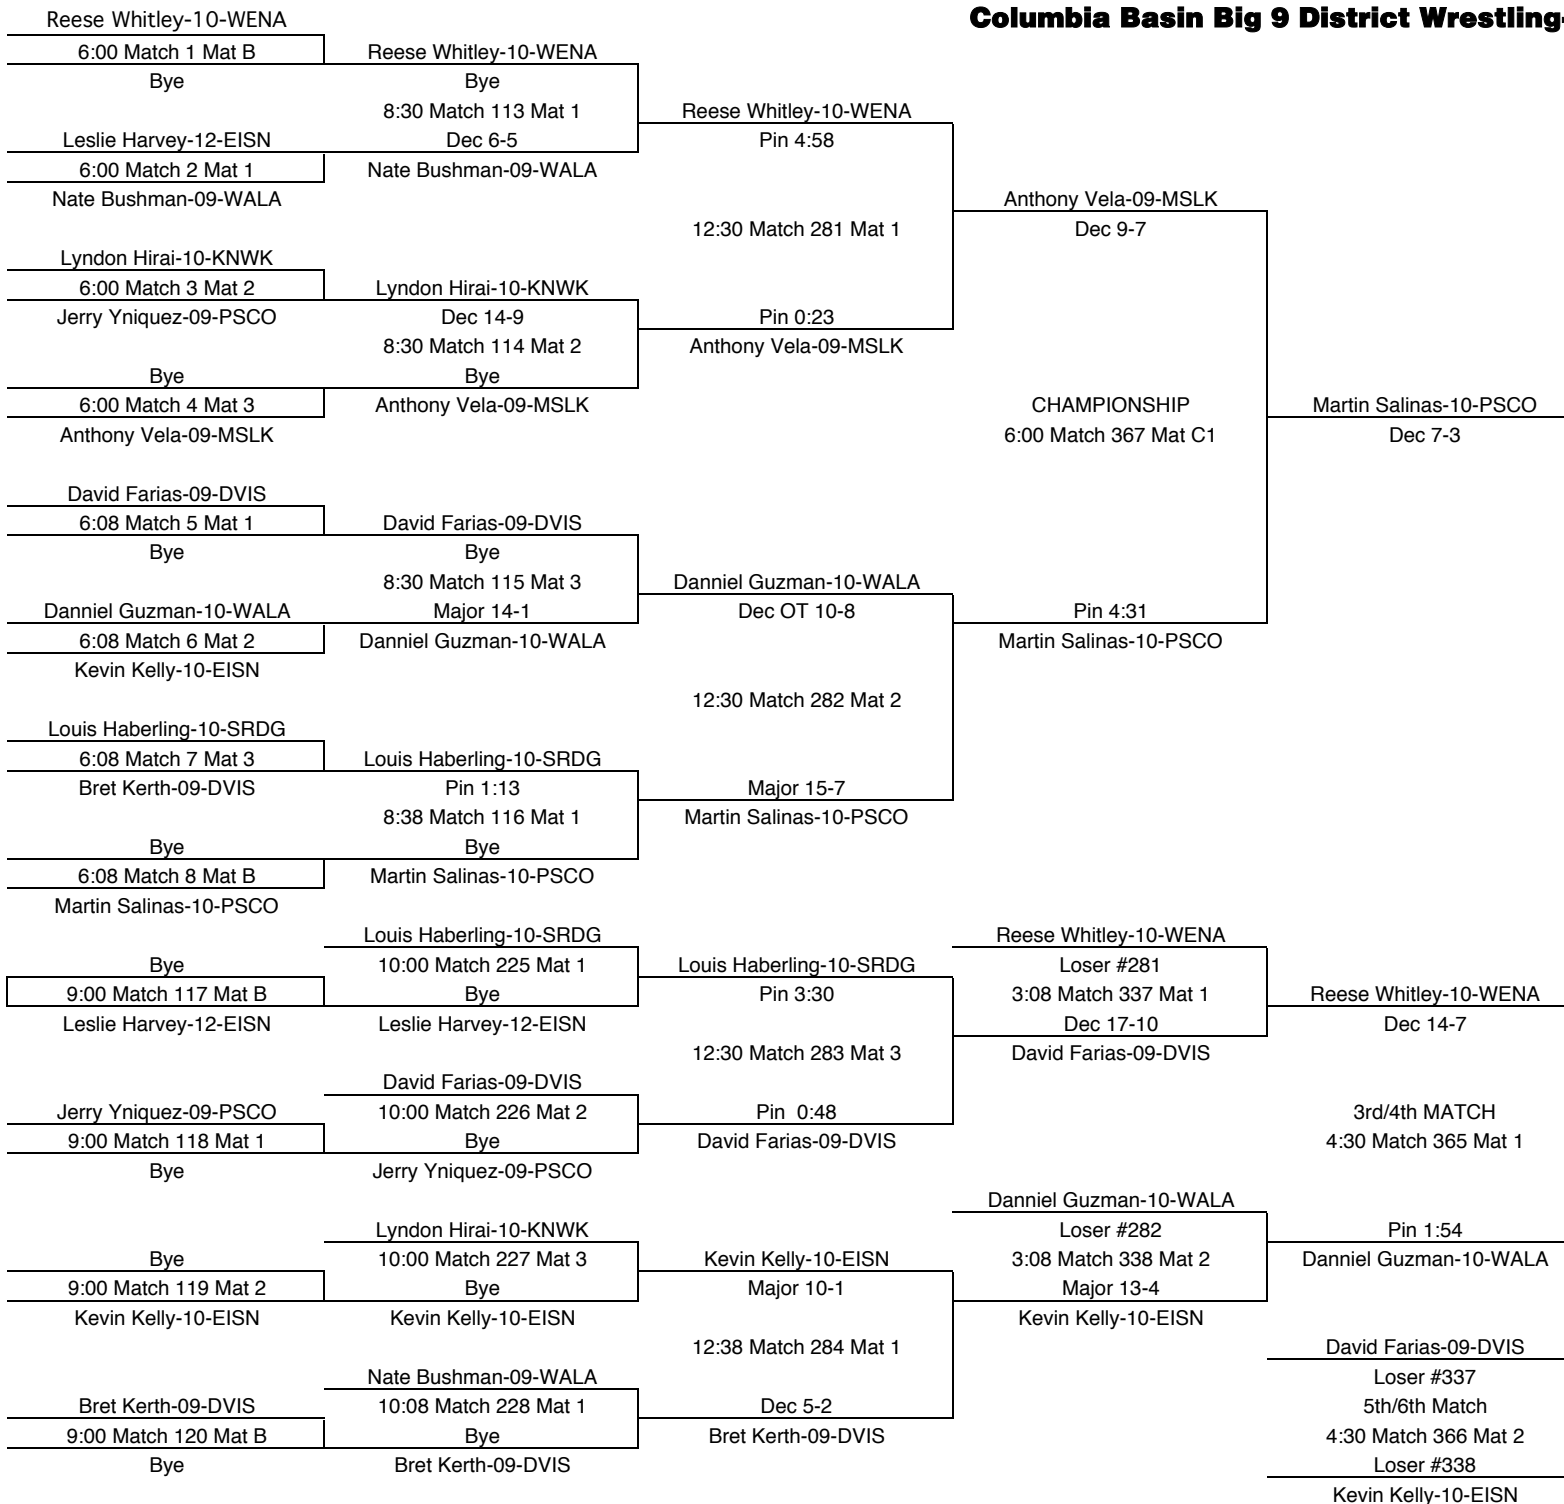 Reese Whitley-10-WENA
Columbia Basin Big 9 District Wrestling-
6:00 Match 1 Mat B
Reese Whitley-10-WENA
Bye
Bye
8:30 Match 113 Mat 1
Reese Whitley-10-WENA
Leslie Harvey-12-EISN
Dec 6-5
Pin 4:58
6:00 Match 2 Mat 1
Nate Bushman-09-WALA
Nate Bushman-09-WALA
Anthony Vela-09-MSLK
12:30 Match 281 Mat 1
Dec 9-7
Lyndon Hirai-10-KNWK
6:00 Match 3 Mat 2
Lyndon Hirai-10-KNWK
Jerry Yniquez-09-PSCO
Dec 14-9
Pin 0:23
8:30 Match 114 Mat 2
Anthony Vela-09-MSLK
Bye
Bye
6:00 Match 4 Mat 3
Anthony Vela-09-MSLK
CHAMPIONSHIP
Martin Salinas-10-PSCO
Anthony Vela-09-MSLK
6:00 Match 367 Mat C1
Dec 7-3
David Farias-09-DVIS
6:08 Match 5 Mat 1
David Farias-09-DVIS
Bye
Bye
8:30 Match 115 Mat 3
Danniel Guzman-10-WALA
Danniel Guzman-10-WALA
Major 14-1
Dec OT 10-8
Pin 4:31
6:08 Match 6 Mat 2
Danniel Guzman-10-WALA
Martin Salinas-10-PSCO
Kevin Kelly-10-EISN
12:30 Match 282 Mat 2
Louis Haberling-10-SRDG
6:08 Match 7 Mat 3
Louis Haberling-10-SRDG
Bret Kerth-09-DVIS
Pin 1:13
Major 15-7
8:38 Match 116 Mat 1
Martin Salinas-10-PSCO
Bye
Bye
6:08 Match 8 Mat B
Martin Salinas-10-PSCO
Martin Salinas-10-PSCO
Louis Haberling-10-SRDG
Reese Whitley-10-WENA
Bye
10:00 Match 225 Mat 1
Louis Haberling-10-SRDG
Loser #281
9:00 Match 117 Mat B
Bye
Pin 3:30
3:08 Match 337 Mat 1
Reese Whitley-10-WENA
Leslie Harvey-12-EISN
Leslie Harvey-12-EISN
Dec 17-10
Dec 14-7
12:30 Match 283 Mat 3
David Farias-09-DVIS
David Farias-09-DVIS
Jerry Yniquez-09-PSCO
10:00 Match 226 Mat 2
Pin 0:48
3rd/4th MATCH
9:00 Match 118 Mat 1
Bye
David Farias-09-DVIS
4:30 Match 365 Mat 1
Bye
Jerry Yniquez-09-PSCO
Danniel Guzman-10-WALA
Lyndon Hirai-10-KNWK
Loser #282
Pin 1:54
Bye
10:00 Match 227 Mat 3
Kevin Kelly-10-EISN
3:08 Match 338 Mat 2
Danniel Guzman-10-WALA
9:00 Match 119 Mat 2
Bye
Major 10-1
Major 13-4
Kevin Kelly-10-EISN
Kevin Kelly-10-EISN
Kevin Kelly-10-EISN
12:38 Match 284 Mat 1
David Farias-09-DVIS
Nate Bushman-09-WALA
Loser #337
Bret Kerth-09-DVIS
10:08 Match 228 Mat 1
Dec 5-2
5th/6th Match
9:00 Match 120 Mat B
Bye
Bret Kerth-09-DVIS
4:30 Match 366 Mat 2
Bye
Bret Kerth-09-DVIS
Loser #338
Kevin Kelly-10-EISN